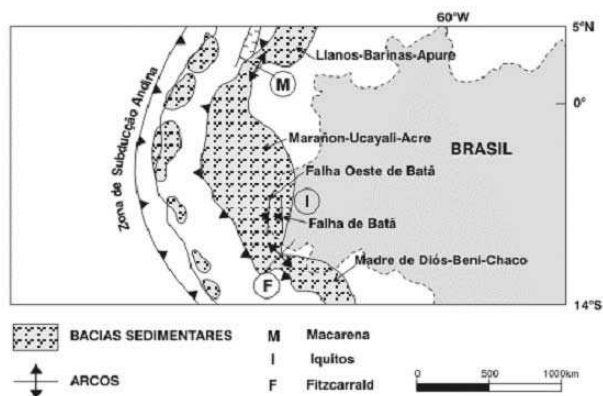 60°W
5°N
Llanos-Barinas-Apure
M
0°
Zona de Subducção Andina
Marañon-Ucayali-Acre
BRASIL
Falha Oeste de Batã
I
Falha de Batã
Madre de Diós-Beni-Chaco
F
14°S
BACIAS SEDIMENTARES
M Macarena
I Iquitos
ARCOS
F Fitzcarrald
0 500 1000km